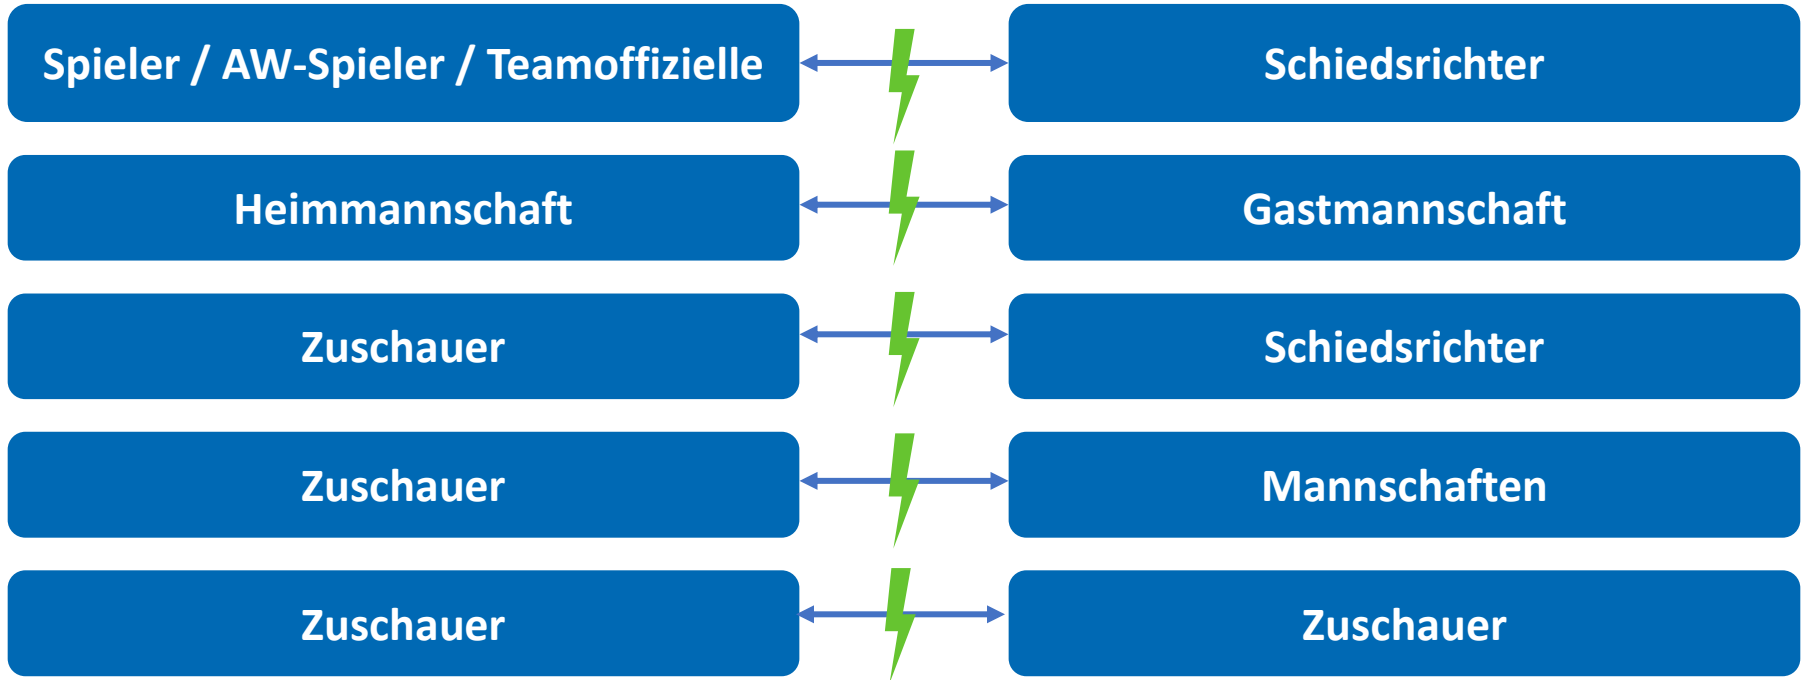 Spieler / AW-Spieler / Teamoffizielle
Schiedsrichter
Heimmannschaft
Gastmannschaft
Zuschauer
Schiedsrichter
Zuschauer
Mannschaften
Zuschauer
Zuschauer